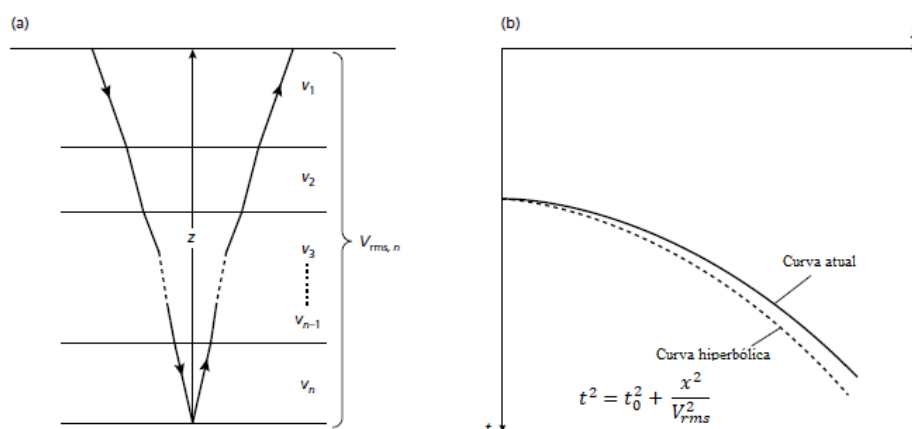 (a)
v₁
v₂
z
v₃
Vrms, n
vn−1
vn
(b)
Curva atual
Curva hiperbólica
t² = t₀² + x²/V²rms
t